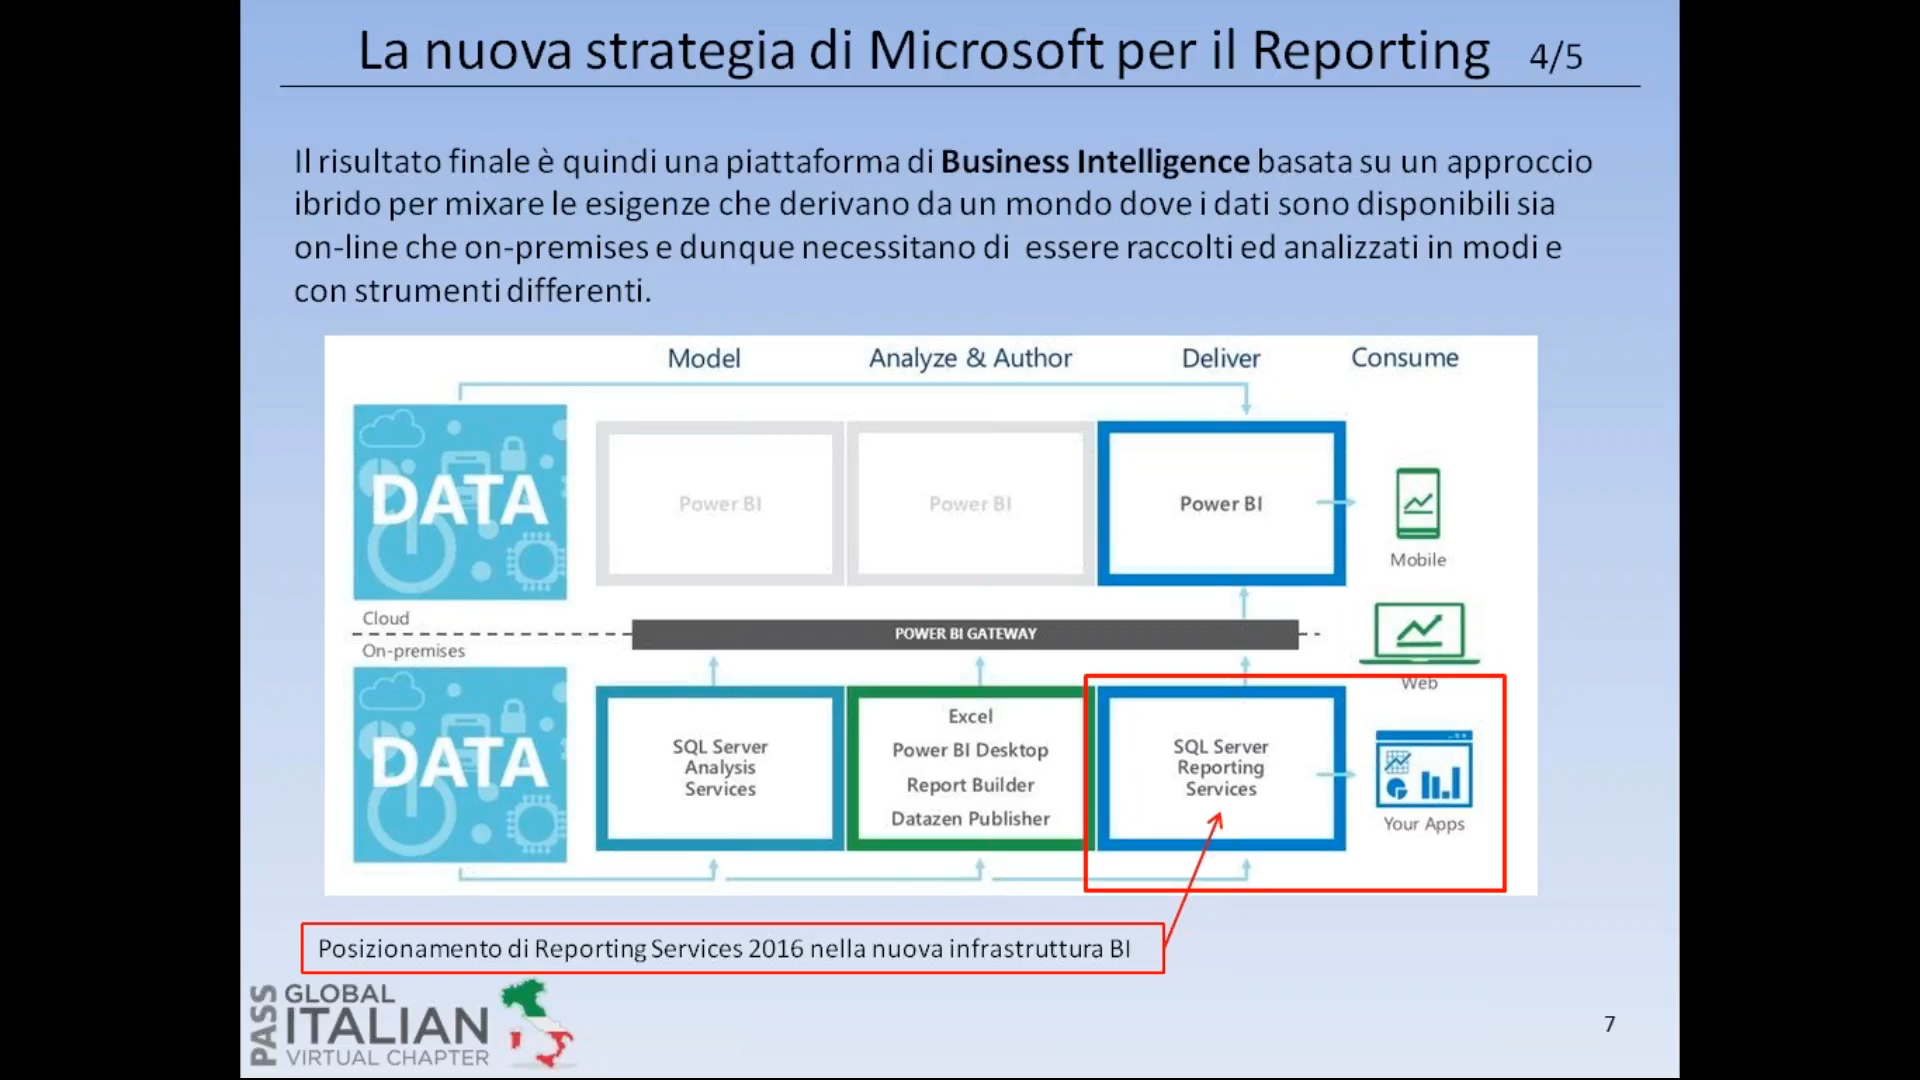 La nuova strategia di Microsoft per il Reporting 4/5
Il risultato finale è quindi una piattaforma di Business Intelligence basata su un approccio
ibrido per mixare le esigenze che derivano da un mondo dove i dati sono disponibili sia
on-line che on-premises e dunque necessitano di essere raccolti ed analizzati in modi e
con strumenti differenti.
Model Analyze & Author Deliver Consume
DATA
Power BI Power BI Power BI
Mobile
Cloud
POWER BI GATEWAY
On-premises
Web
DATA
SQL Server
Analysis
Services
Excel
Power BI Desktop
Report Builder
Datazen Publisher
SQL Server
Reporting
Services
Your Apps
Posizionamento di Reporting Services 2016 nella nuova infrastruttura BI
PASS
GLOBAL
ITALIAN
VIRTUAL CHAPTER
7